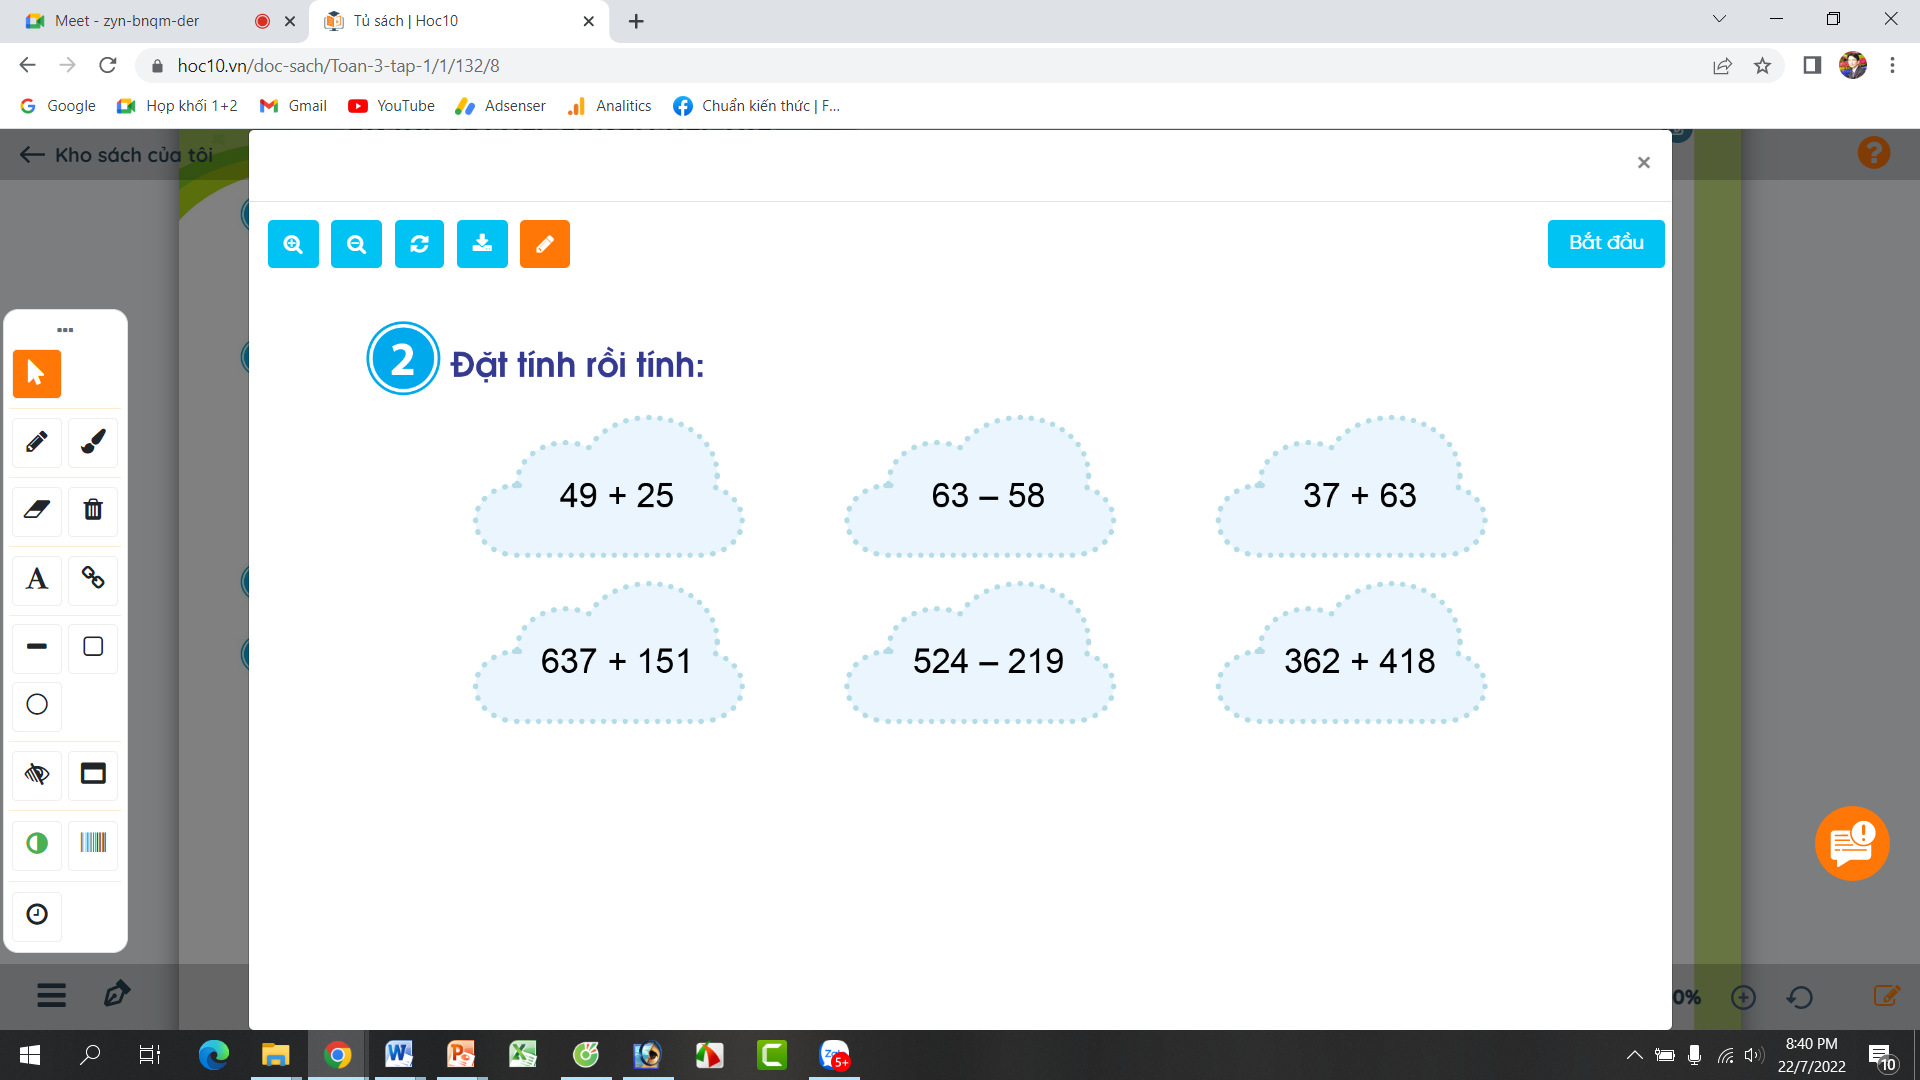 Meet - zyn-bnqm-der
Tủ sách | Hoc10
hoc10.vn/doc-sach/Toan-3-tap-1/1/132/8
Google
Họp khối 1+2
Gmail
YouTube
Adsenser
Analitics
Chuẩn kiến thức | F...
Kho sách của tôi
Bắt đầu
2 Đặt tính rồi tính:
49 + 25
63 – 58
37 + 63
637 + 151
524 – 219
362 + 418
0%
5+
8:40 PM
22/7/2022
10